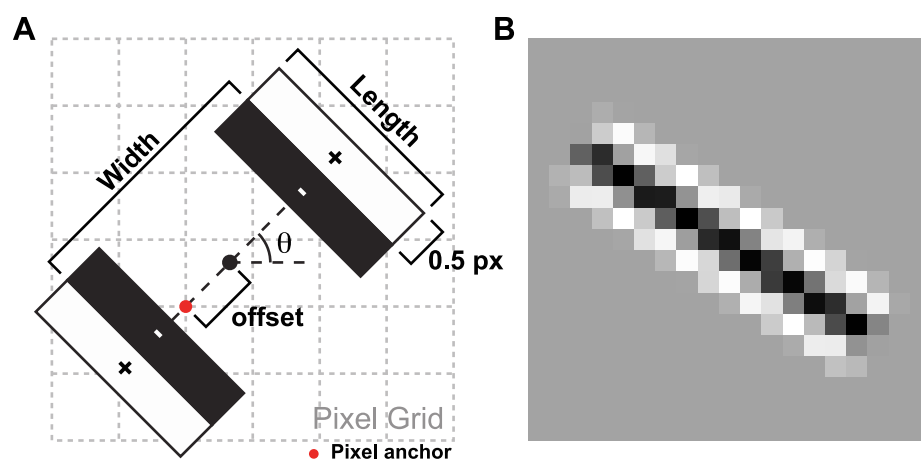 A
B
Length
Width
θ
0.5 px
offset
Pixel Grid
Pixel anchor